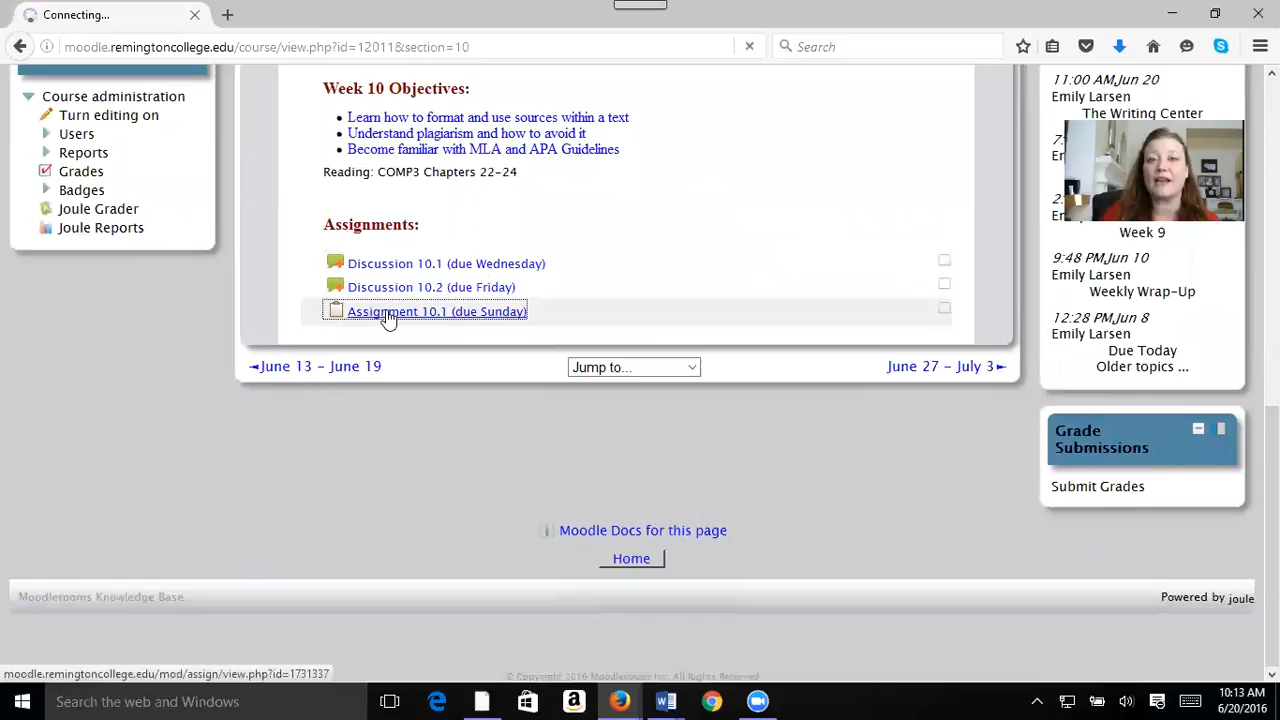 Connecting...
moodle.remingtoncollege.edu/course/view.php?id=12011&section=10
Search
Course administration
Turn editing on
Users
Reports
Grades
Badges
Joule Grader
Joule Reports
Week 10 Objectives:
Learn how to format and use sources within a text
Understand plagiarism and how to avoid it
Become familiar with MLA and APA Guidelines
Reading: COMP3 Chapters 22-24
Assignments:
Discussion 10.1 (due Wednesday)
Discussion 10.2 (due Friday)
Assignment 10.1 (due Sunday)
◄June 13 - June 19
Jump to...
June 27 - July 3►
11:00 AM, Jun 20
Emily Larsen
The Writing Center
Week 9
9:48 PM, Jun 10
Emily Larsen
Weekly Wrap-Up
12:28 PM, Jun 8
Emily Larsen
Due Today
Older topics ...
Grade
Submissions
Submit Grades
Moodle Docs for this page
Home
Moodlerooms Knowledge Base
Powered by joule
moodle.remingtoncollege.edu/mod/assign/view.php?id=1731337
© Copyright 2016 Moodlerooms Inc. All Rights Reserved.
Search the web and Windows
10:13 AM
6/20/2016